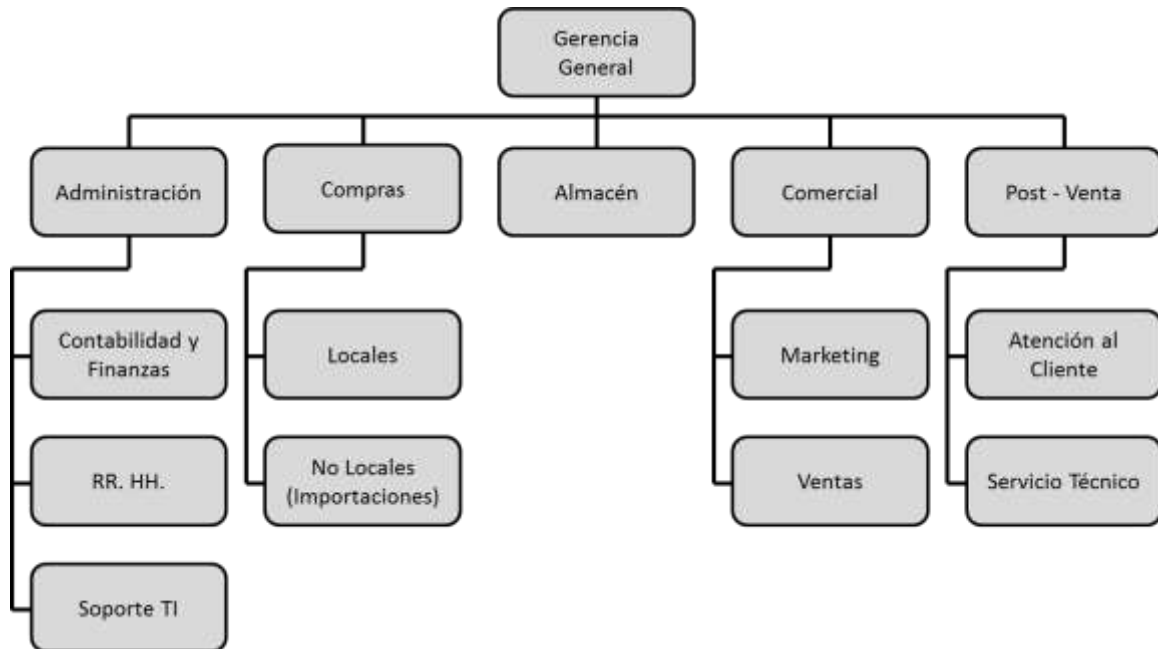 Gerencia
General
Administración
Compras
Almacén
Comercial
Post - Venta
Contabilidad y
Finanzas
Locales
Marketing
Atención al
Cliente
RR. HH.
No Locales
(Importaciones)
Ventas
Servicio Técnico
Soporte TI